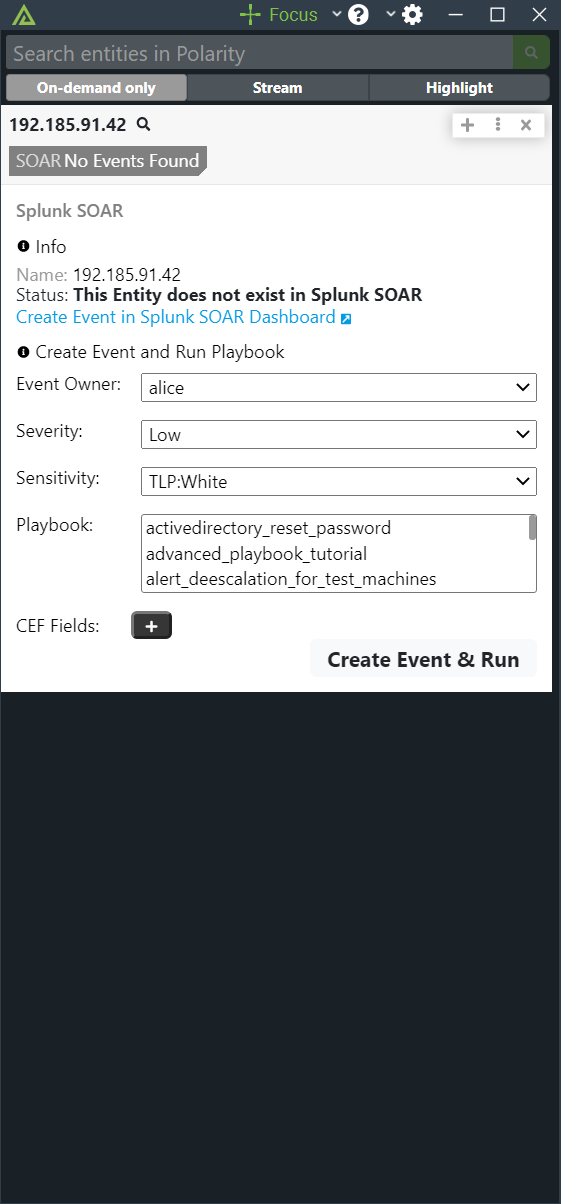 Focus
Search entities in Polarity
On-demand only Stream Highlight
192.185.91.42
SOAR No Events Found
Splunk SOAR
Info
Name: 192.185.91.42
Status: This Entity does not exist in Splunk SOAR
Create Event in Splunk SOAR Dashboard
Create Event and Run Playbook
Event Owner: alice
Severity: Low
Sensitivity: TLP:White
Playbook: activedirectory_reset_password
advanced_playbook_tutorial
alert_deescalation_for_test_machines
CEF Fields: +
Create Event & Run